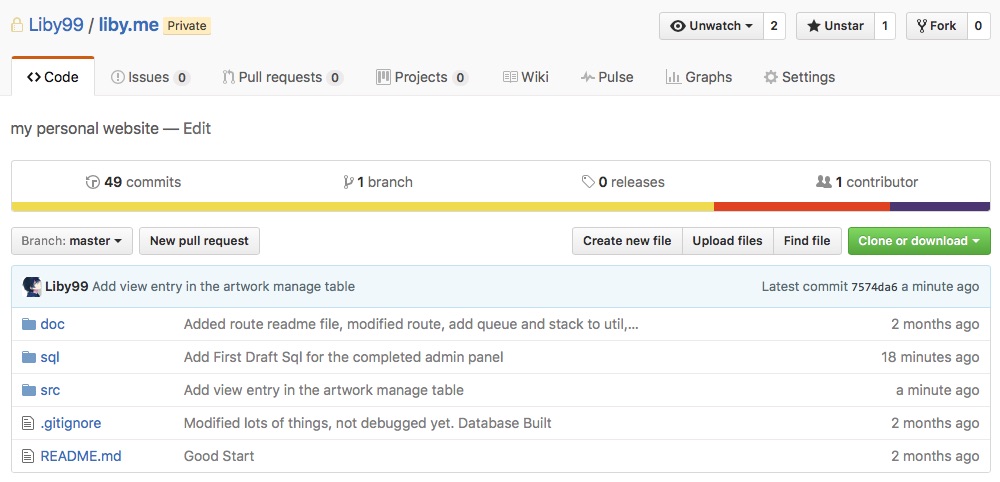 Liby99 / liby.me Private Unwatch 2 Unstar 1 Fork 0
Code Issues 0 Pull requests 0 Projects 0 Wiki Pulse Graphs Settings
my personal website — Edit
49 commits 1 branch 0 releases 1 contributor
Branch: master New pull request Create new file Upload files Find file Clone or download
Liby99 Add view entry in the artwork manage table Latest commit 7574da6 a minute ago
doc Added route readme file, modified route, add queue and stack to util,... 2 months ago
sql Add First Draft Sql for the completed admin panel 18 minutes ago
src Add view entry in the artwork manage table a minute ago
.gitignore Modified lots of things, not debugged yet. Database Built 2 months ago
README.md Good Start 2 months ago